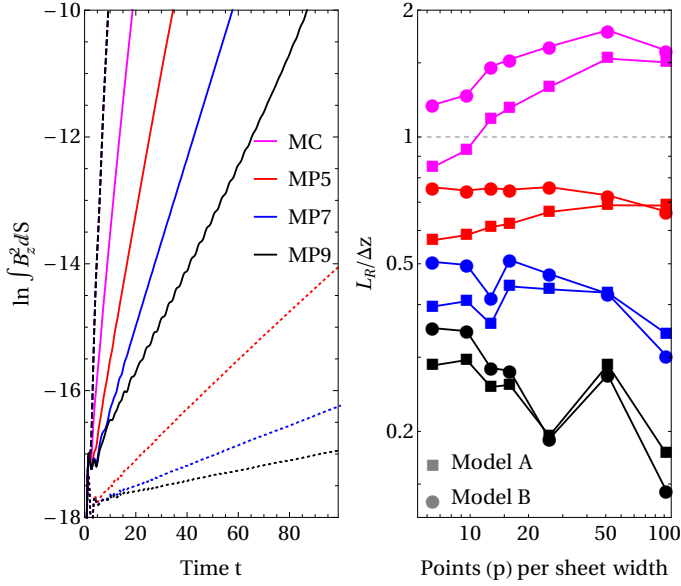 −10
−12
−14
−16
−18
ln ∫ B_z^2 dS
MC
MP5
MP7
MP9
0 20 40 60 80
Time t
2
1
0.5
0.2
L_R/Δz
Model A
Model B
10 20 50 100
Points (p) per sheet width